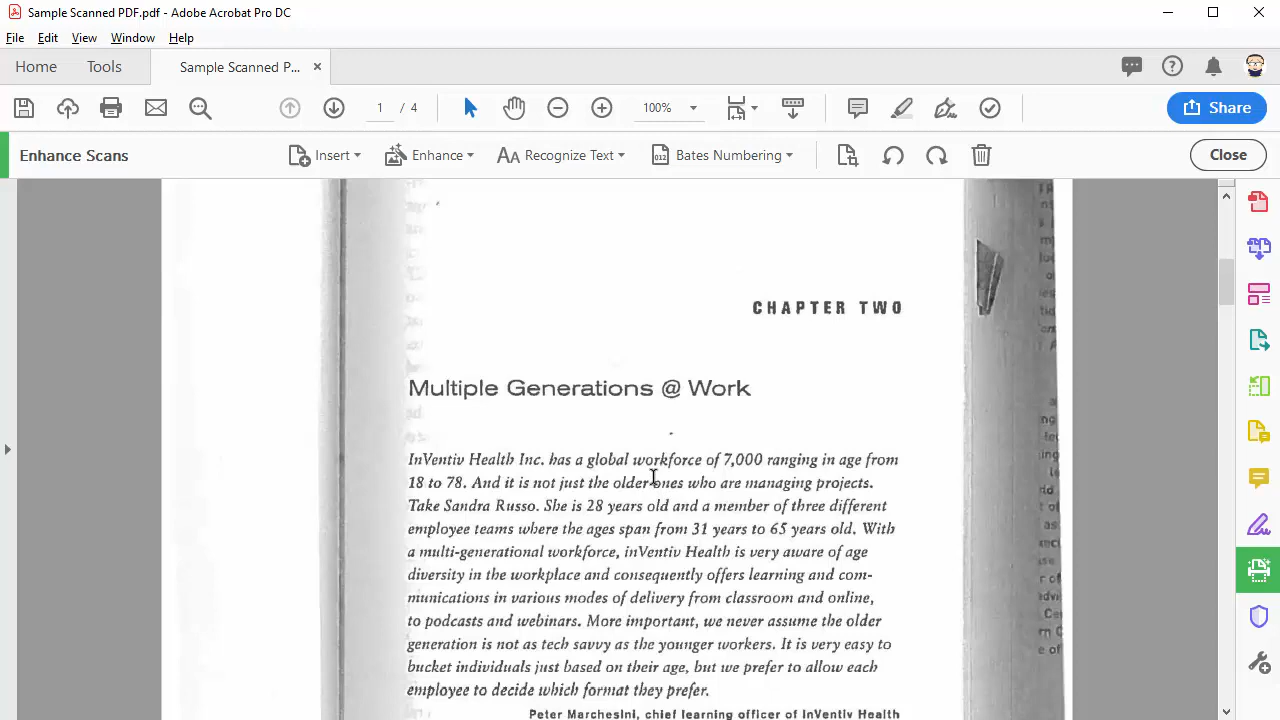 Sample Scanned PDF.pdf - Adobe Acrobat Pro DC
File Edit View Window Help
Home Tools Sample Scanned P... ×
1 / 4 100% Share
Enhance Scans Insert Enhance Recognize Text Bates Numbering Close
CHAPTER TWO
Multiple Generations @ Work
InVentiv Health Inc. has a global workforce of 7,000 ranging in age from
18 to 78. And it is not just the older ones who are managing projects.
Take Sandra Russo. She is 28 years old and a member of three different
employee teams where the ages span from 31 years to 65 years old. With
a multi-generational workforce, inVentiv Health is very aware of age
diversity in the workplace and consequently offers learning and com-
munications in various modes of delivery from classroom and online,
to podcasts and webinars. More important, we never assume the older
generation is not as tech savvy as the younger workers. It is very easy to
bucket individuals just based on their age, but we prefer to allow each
employee to decide which format they prefer.
Peter Marchesini, chief learning officer of InVentiv Health